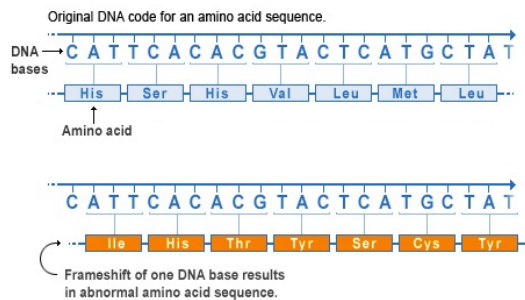 Original DNA code for an amino acid sequence.
DNA bases
C A T T C A C A C G T A C T C A T G C T A T
His Ser His Val Leu Met Leu
Amino acid
C A T T C A C A C G T A C T C A T G C T A T
Ile His Thr Tyr Ser Cys Tyr
Frameshift of one DNA base results
in abnormal amino acid sequence.